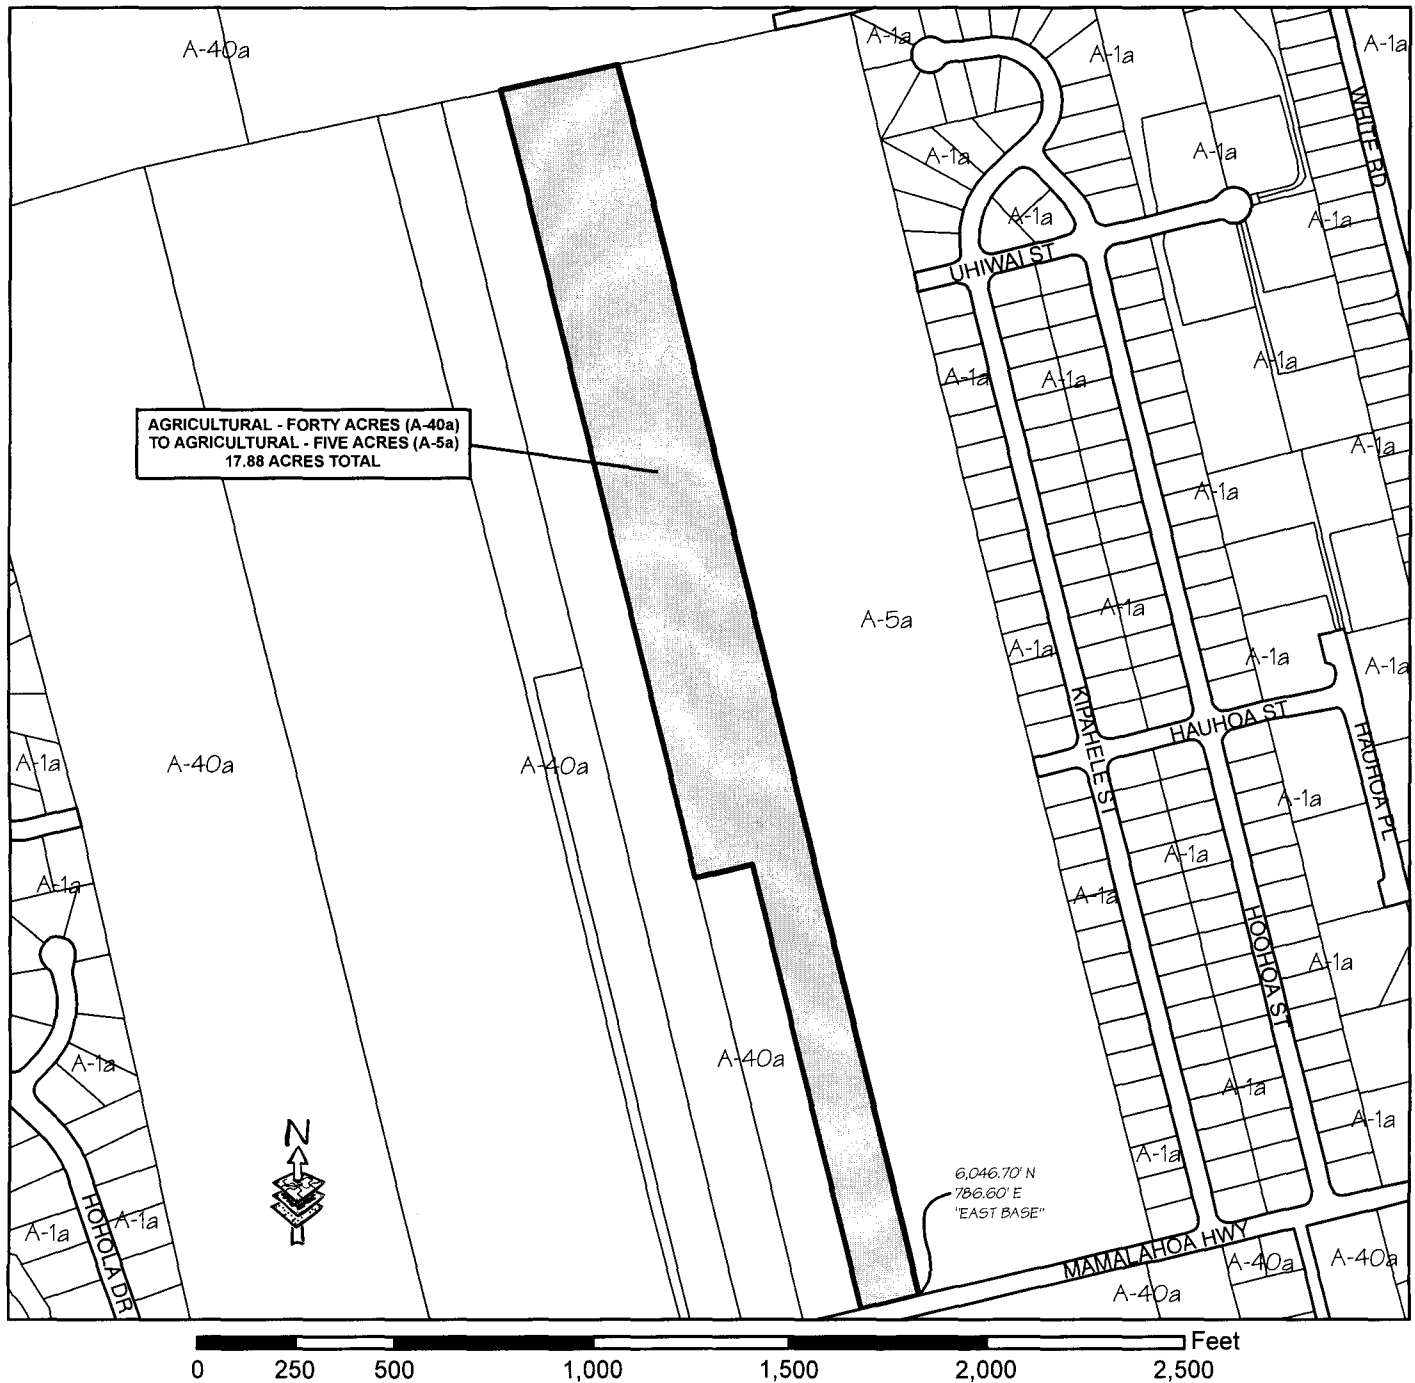 A-40a
A-1a
A-1a
A-1a
WHITE RD
A-1a
A-1a
A-1a
A-1a
UHIWAI ST
A-1a
A-1a
A-1a
AGRICULTURAL - FORTY ACRES (A-40a)
TO AGRICULTURAL - FIVE ACRES (A-5a)
17.88 ACRES TOTAL
A-1a
A-1a
A-5a
A-1a
A-1a
A-1a
A-1a
KIPAHELE ST
HAUHOA ST
HAUHOA PL
A-1a
A-40a
A-40a
A-1a
A-1a
A-1a
A-1a
HOOHOA ST
A-1a
A-1a
A-40a
A-1a
A-1a
A-1a
N
6,046.70' N
786.60' E
"EAST BASE"
HOHOLA DR
A-1a
A-1a
MAMALAHOA HWY
A-40a
A-40a
A-40a
Feet
0 250 500 1,000 1,500 2,000 2,500